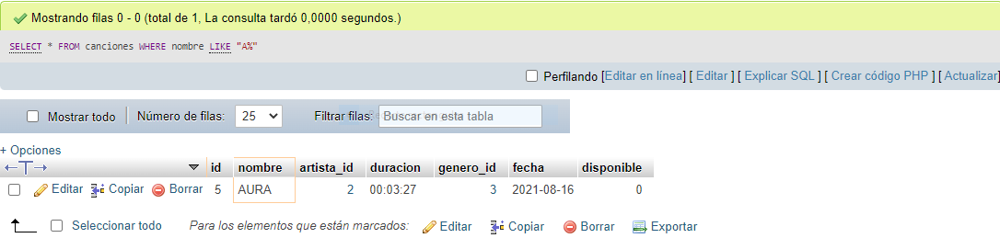 Mostrando filas 0 - 0 (total de 1, La consulta tardó 0,0000 segundos.)
SELECT * FROM canciones WHERE nombre LIKE "A%"
Perfilando [Editar en línea] [ Editar ] [ Explicar SQL ] [ Crear código PHP ] [ Actualizar]
Mostrar todo Número de filas: 25 Filtrar filas: Buscar en esta tabla
+ Opciones
←T→ id nombre artista_id duracion genero_id fecha disponible
Editar Copiar Borrar 5 AURA 2 00:03:27 3 2021-08-16 0
Seleccionar todo Para los elementos que están marcados: Editar Copiar Borrar Exportar